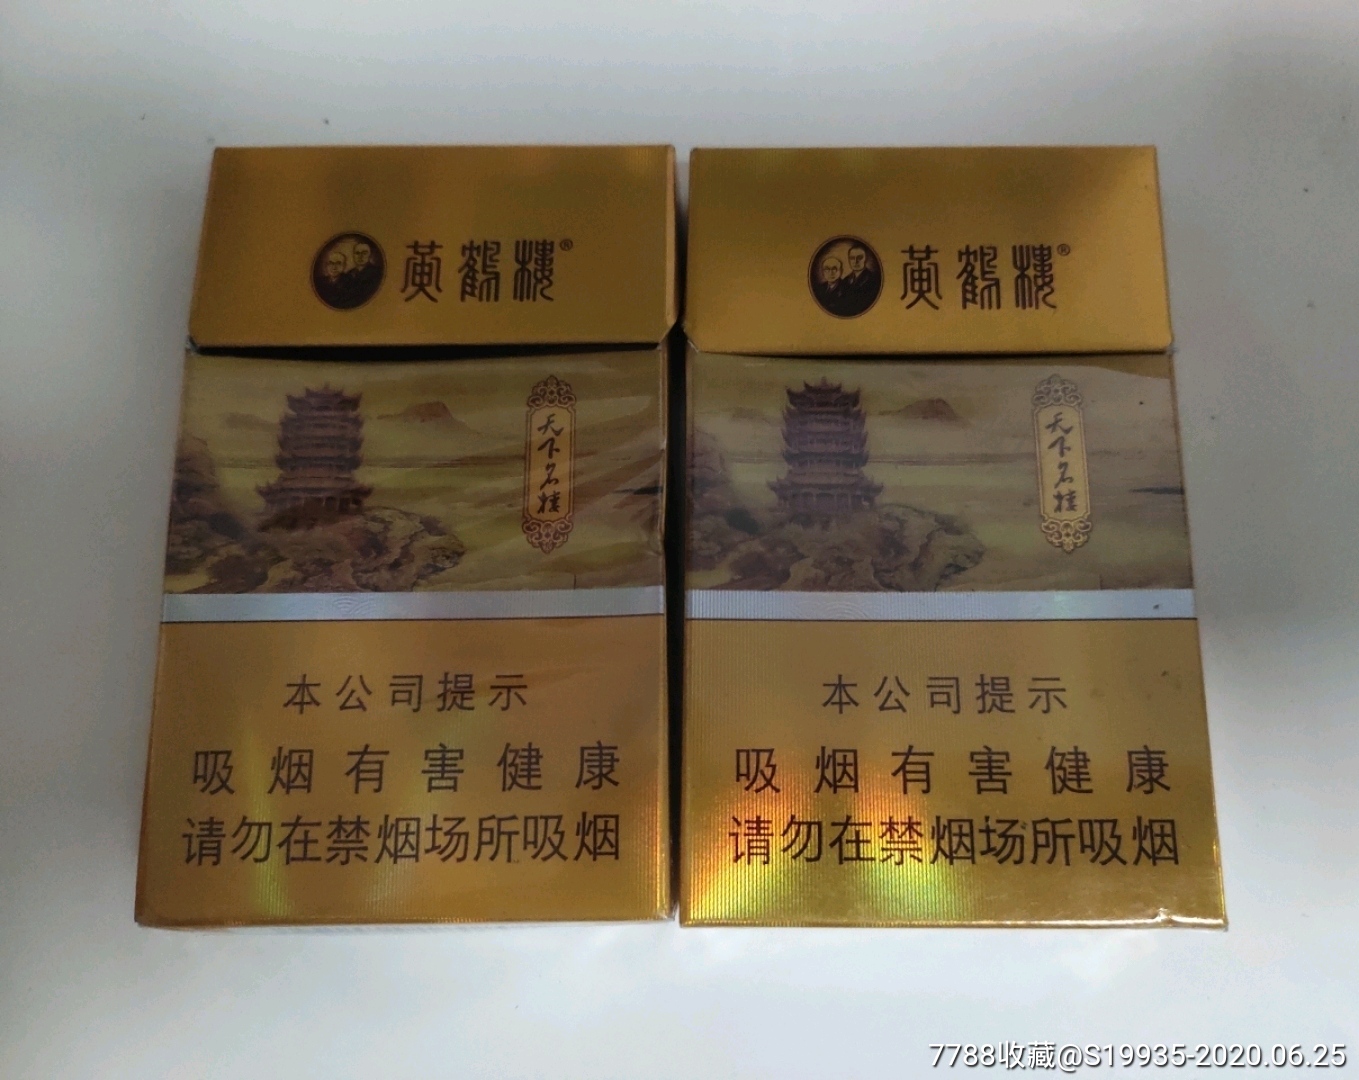 黄鹤楼®
天下名楼
本公司提示
吸烟有害健康
请勿在禁烟场所吸烟
黄鹤楼®
天下名楼
本公司提示
吸烟有害健康
请勿在禁烟场所吸烟
7788收藏@S19935-2020.06.25